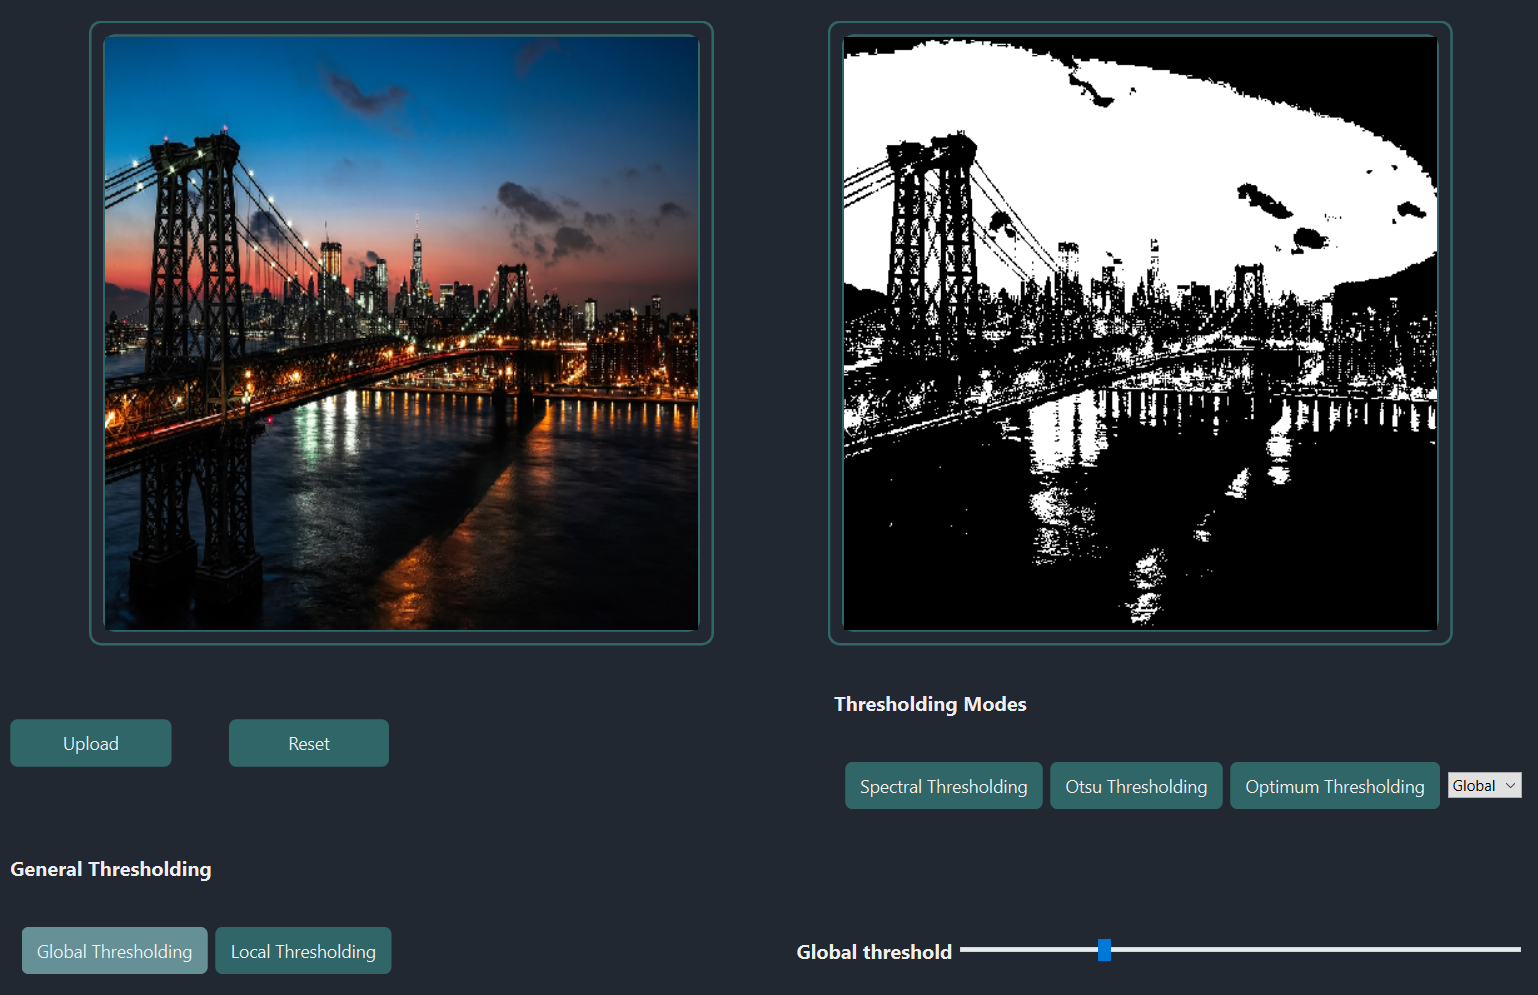 Thresholding Modes
Upload
Reset
Spectral Thresholding
Otsu Thresholding
Optimum Thresholding
Global
General Thresholding
Global Thresholding
Local Thresholding
Global threshold